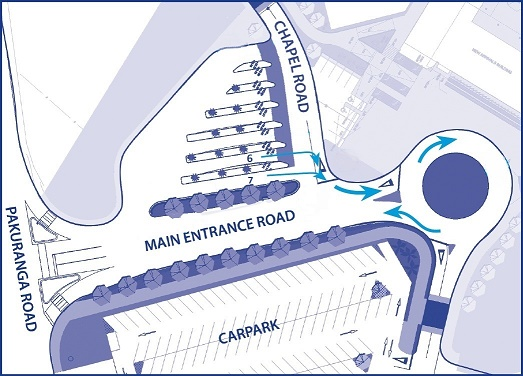 CHAPEL ROAD
6
7
MAIN ENTRANCE ROAD
PAKURANGA ROAD
CARPARK